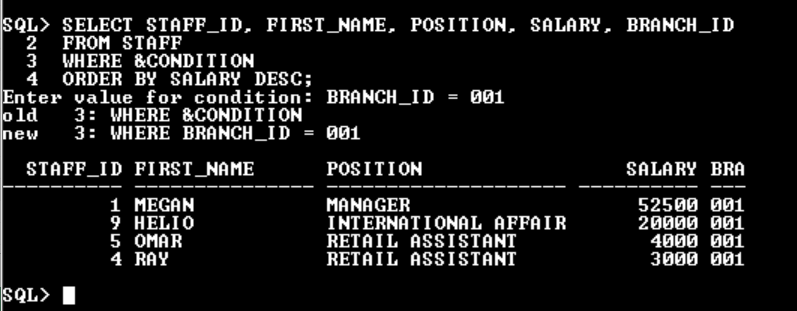 SQL> SELECT STAFF_ID, FIRST_NAME, POSITION, SALARY, BRANCH_ID
  2  FROM STAFF
  3  WHERE &CONDITION
  4  ORDER BY SALARY DESC;
Enter value for condition: BRANCH_ID = 001
old   3: WHERE &CONDITION
new   3: WHERE BRANCH_ID = 001
  STAFF_ID FIRST_NAME           POSITION                      SALARY BRA
---------- -------------------- ------------------------- ---------- ---
         1 MEGAN                MANAGER                        52500 001
         9 HELIO                INTERNATIONAL AFFAIR           20000 001
         5 OMAR                 RETAIL ASSISTANT                4000 001
         4 RAY                  RETAIL ASSISTANT                3000 001
SQL>